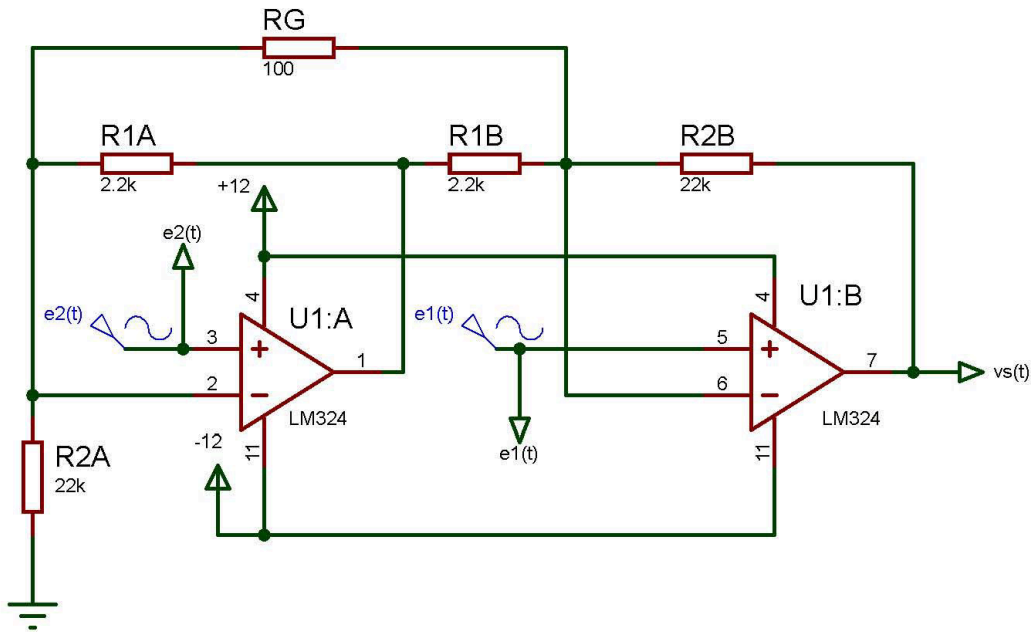 RG
100
R1A
2.2k
R1B
2.2k
R2B
22k
+12
e2(t)
e2(t)
e1(t)
4
U1:A
4
U1:B
3
1
2
11
LM324
5
7
6
11
LM324
vs(t)
-12
e1(t)
R2A
22k